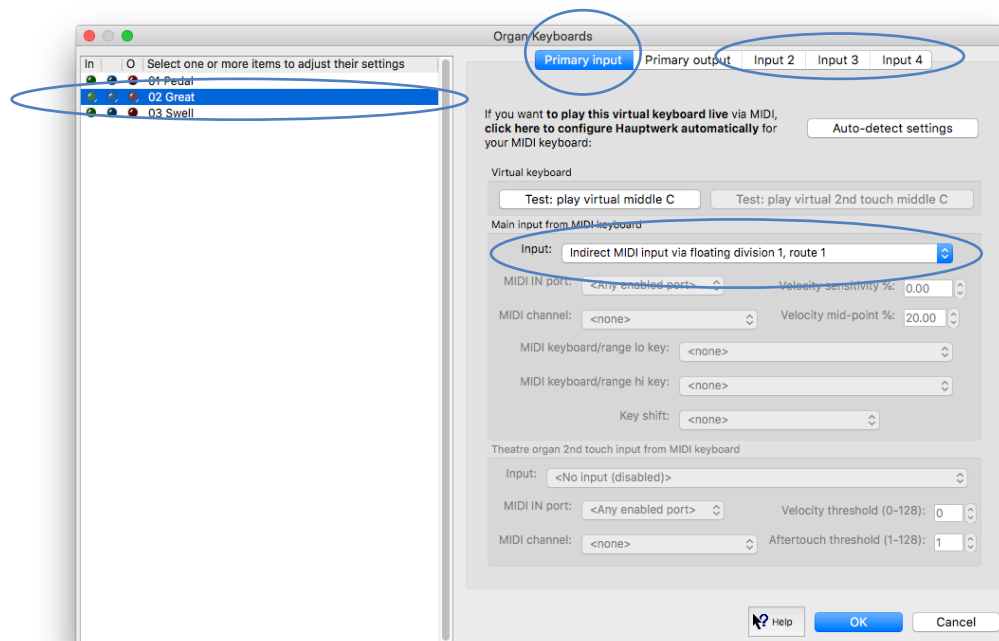 Organ Keyboards
In O Select one or more items to adjust their settings
01 Pedal
02 Great
03 Swell
Primary input Primary output Input 2 Input 3 Input 4
If you want to play this virtual keyboard live via MIDI,
click here to configure Hauptwerk automatically for
your MIDI keyboard:
Auto-detect settings
Virtual keyboard
Test: play virtual middle C Test: play virtual 2nd touch middle C
Main input from MIDI keyboard
Input: Indirect MIDI input via floating division 1, route 1
MIDI IN port: <Any enabled port> Velocity sensitivity %: 0.00
MIDI channel: <none> Velocity mid-point %: 20.00
MIDI keyboard/range lo key: <none>
MIDI keyboard/range hi key: <none>
Key shift: <none>
Theatre organ 2nd touch input from MIDI keyboard
Input: <No input (disabled)>
MIDI IN port: <Any enabled port> Velocity threshold (0-128): 0
MIDI channel: <none> Aftertouch threshold (1-128): 1
? Help OK Cancel